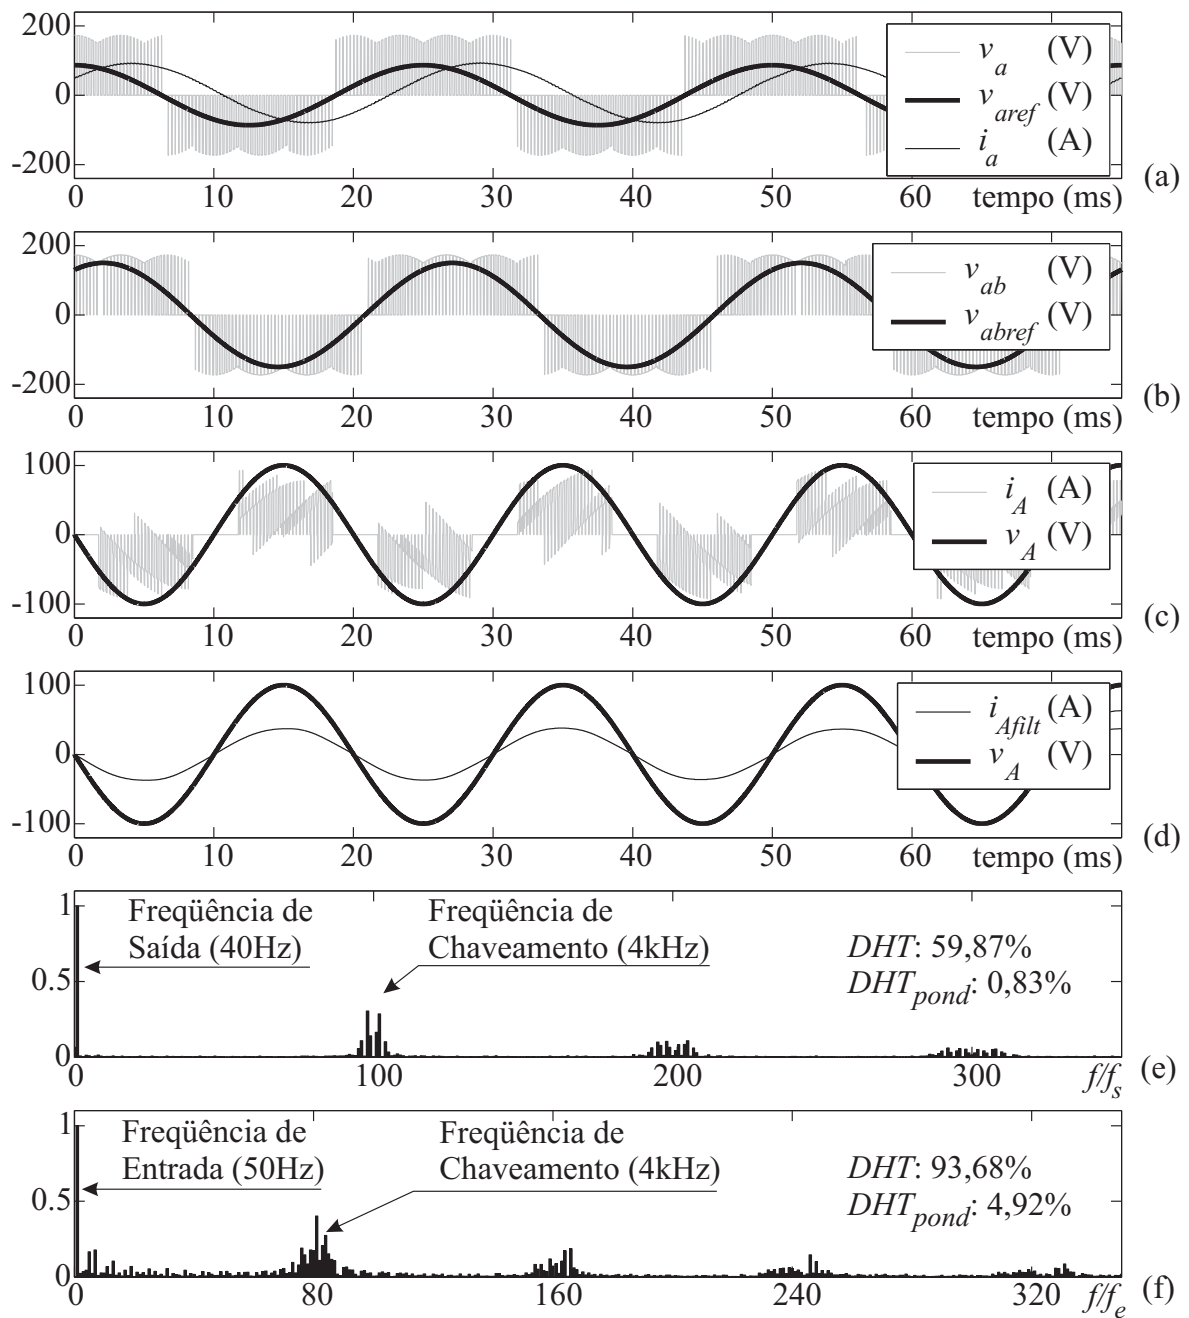 200
0
-200
v_a (V)
v_aref (V)
i_a (A)
0 10 20 30 40 50 60 tempo (ms)
(a)
200
0
-200
v_ab (V)
v_abref (V)
0 10 20 30 40 50 60 tempo (ms)
(b)
100
0
-100
i_A (A)
v_A (V)
0 10 20 30 40 50 60 tempo (ms)
(c)
100
0
-100
i_Afilt (A)
v_A (V)
0 10 20 30 40 50 60 tempo (ms)
(d)
1
0.5
0
Freqüência de
Saída (40Hz)
Freqüência de
Chaveamento (4kHz)
DHT: 59,87%
DHT_pond: 0,83%
0 100 200 300 f/f_s
(e)
1
0.5
0
Freqüência de
Entrada (50Hz)
Freqüência de
Chaveamento (4kHz)
DHT: 93,68%
DHT_pond: 4,92%
0 80 160 240 320 f/f_e
(f)